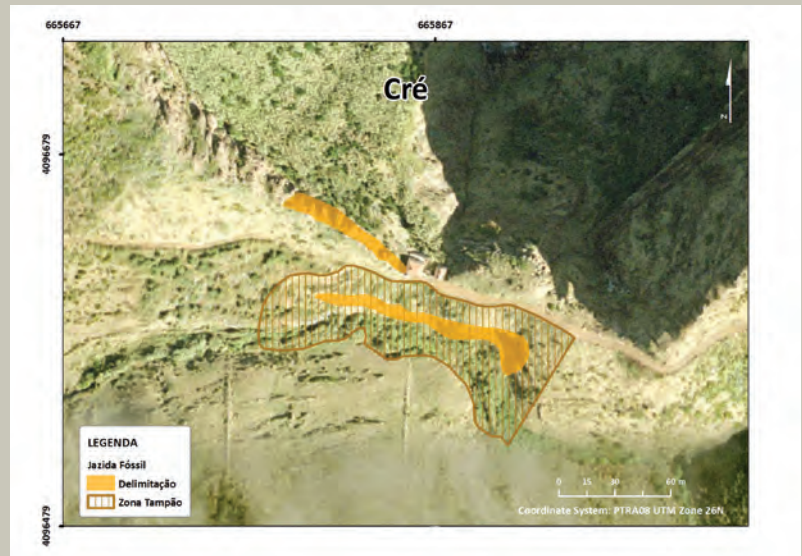 665667
665867
Cré
N
4096679
4096479
LEGENDA
Jazida Fóssil
Delimitação
Zona Tampão
0 15 30 60 m
Coordinate System: PTRA08 UTM Zone 26N